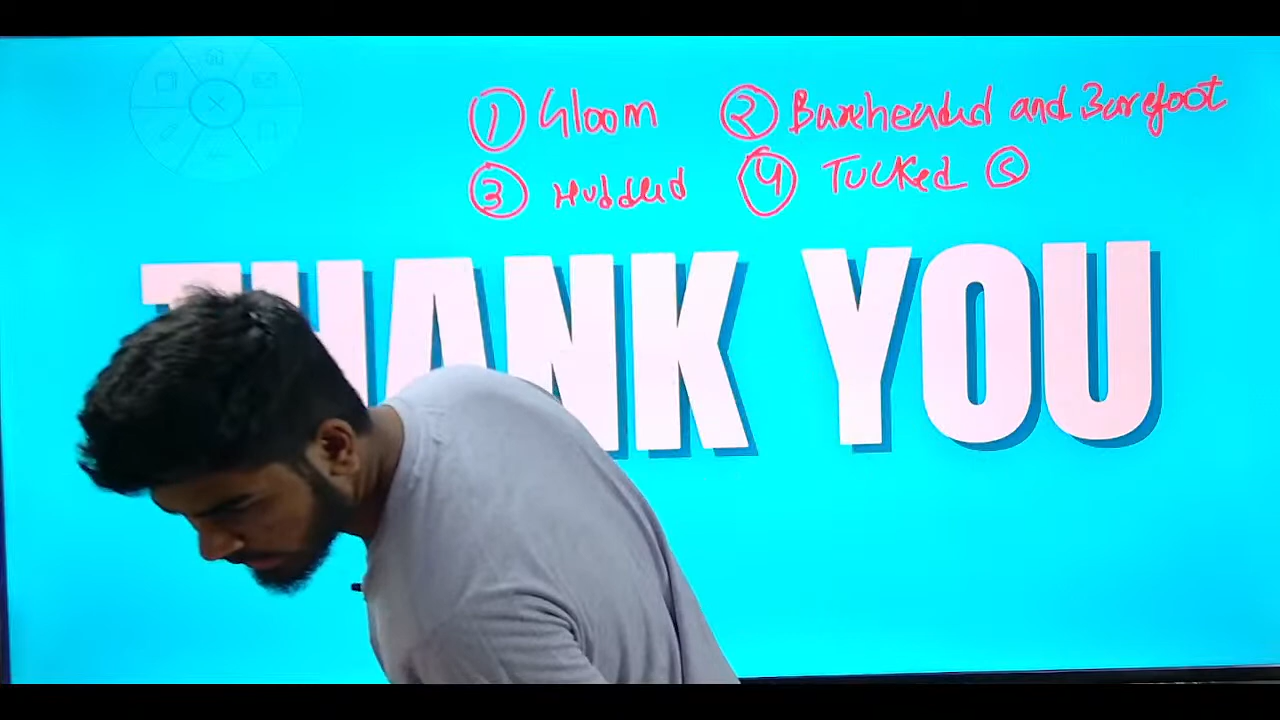 ① Gloom ② Bareheaded and Barefoot
③ Huddled ④ Tucked ⑤
THANK YOU